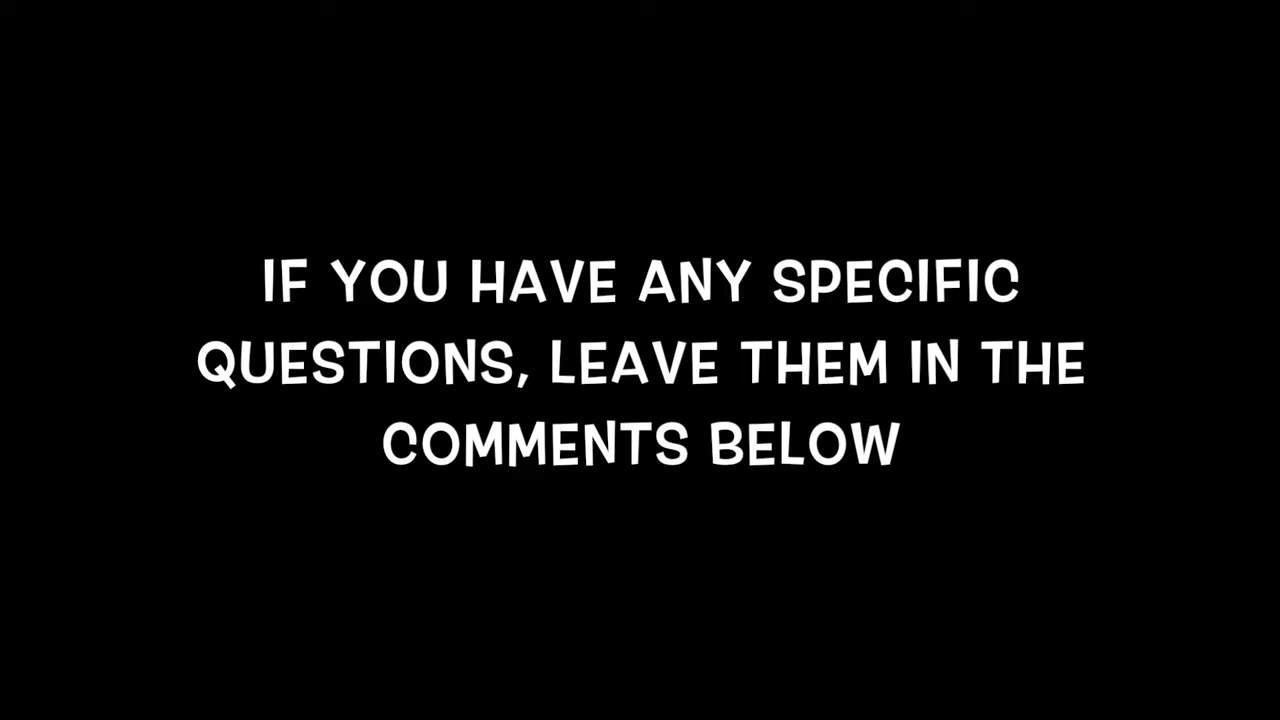 IF YOU HAVE ANY SPECIFIC
QUESTIONS, LEAVE THEM IN THE
COMMENTS BELOW